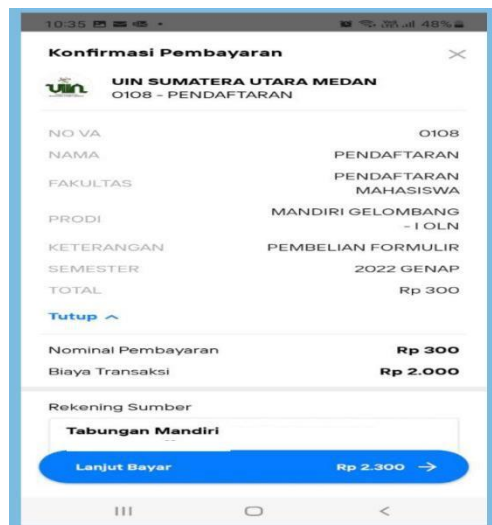 10:35
48%
Konfirmasi Pembayaran
uin
UIN SUMATERA UTARA MEDAN
0108 - PENDAFTARAN
NO VA 0108
NAMA PENDAFTARAN
FAKULTAS PENDAFTARAN
MAHASISWA
PRODI MANDIRI GELOMBANG
- I OLN
KETERANGAN PEMBELIAN FORMULIR
SEMESTER 2022 GENAP
TOTAL Rp 300
Tutup
Nominal Pembayaran Rp 300
Biaya Transaksi Rp 2.000
Rekening Sumber
Tabungan Mandiri
Lanjut Bayar Rp 2.300